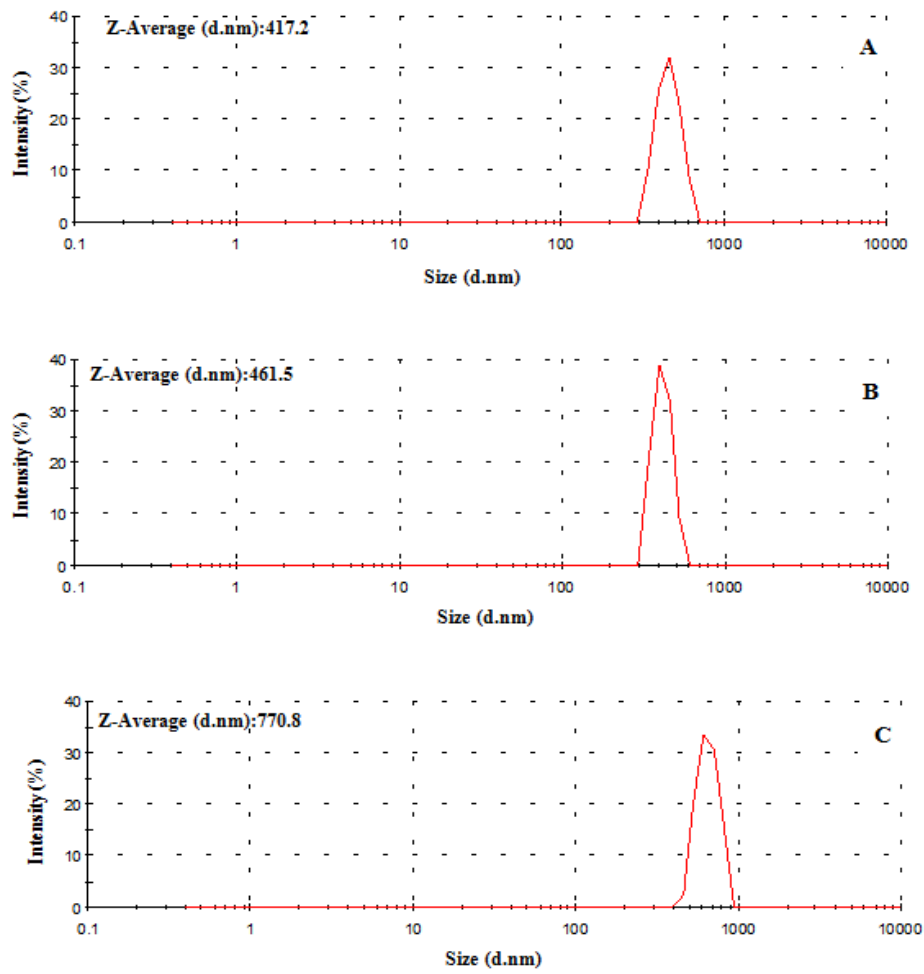 Z-Average (d.nm):417.2
A
40
30
20
10
0
Intensity (%)
0.1 1 10 100 1000 10000
Size (d.nm)
Z-Average (d.nm):461.5
B
40
30
20
10
0
Intensity (%)
0.1 1 10 100 1000 10000
Size (d.nm)
Z-Average (d.nm):770.8
C
40
30
20
10
0
Intensity (%)
0.1 1 10 100 1000 10000
Size (d.nm)